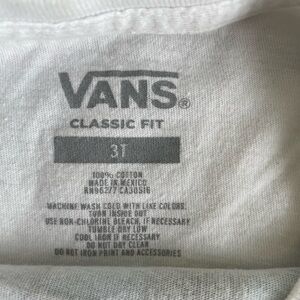 VANS®
CLASSIC FIT
3T
100% COTTON
MADE IN MEXICO
RN96277 CA30516
MACHINE WASH COLD WITH LIKE COLORS.
TURN INSIDE OUT
USE NON-CHLORINE BLEACH, IF NECESSARY
TUMBLE DRY LOW
COOL IRON IF NECESSARY
DO NOT DRY CLEAN
DO NOT IRON PRINT AND ACCESSORIES